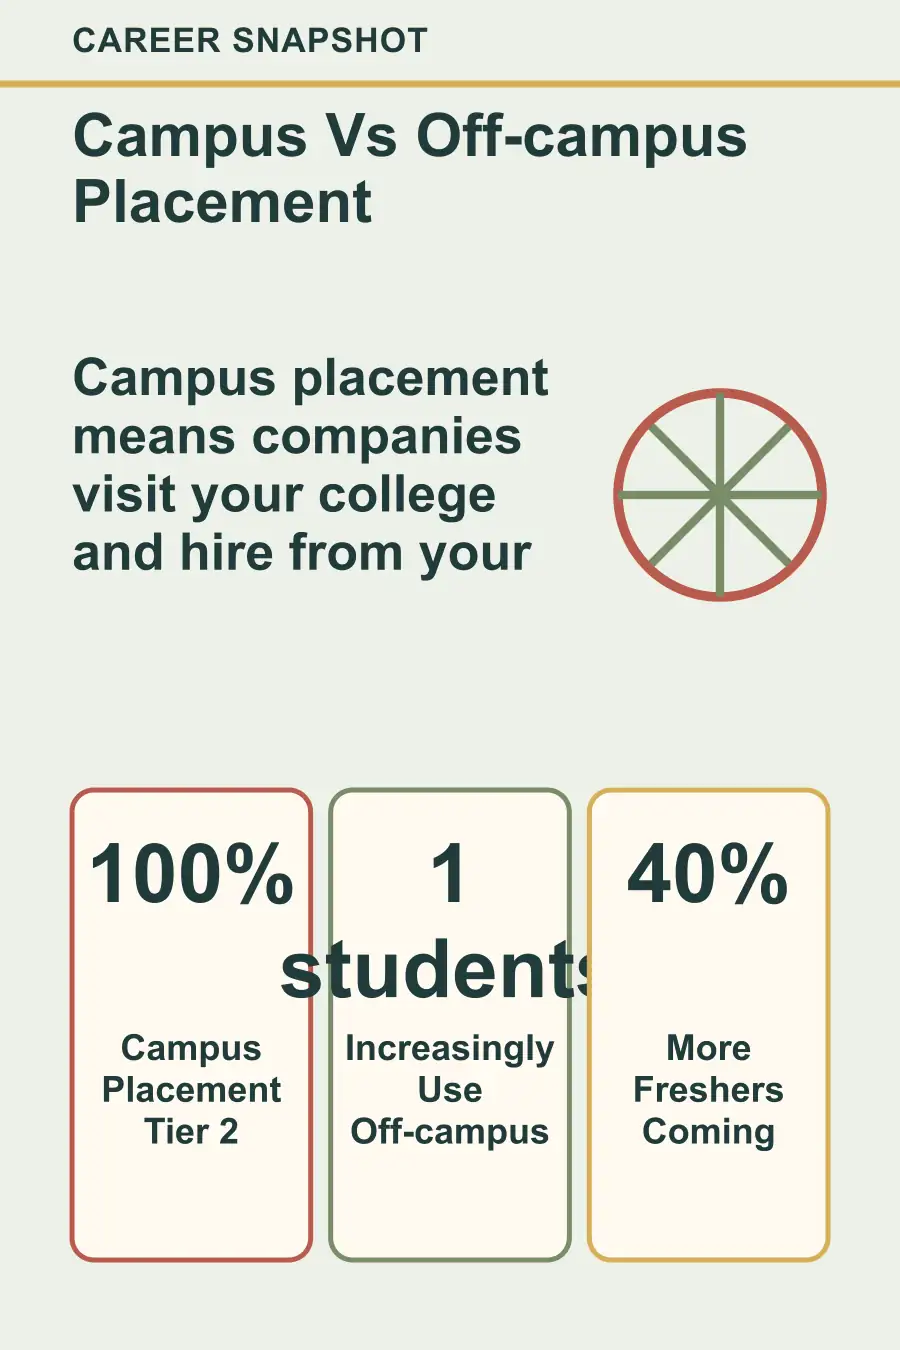 CAREER SNAPSHOT
Campus Vs Off-campus
Placement
Campus placement
means companies
visit your college
and hire from your
100%
Campus
Placement
Tier 2
1
students
Increasingly
Use
Off-campus
40%
More
Freshers
Coming